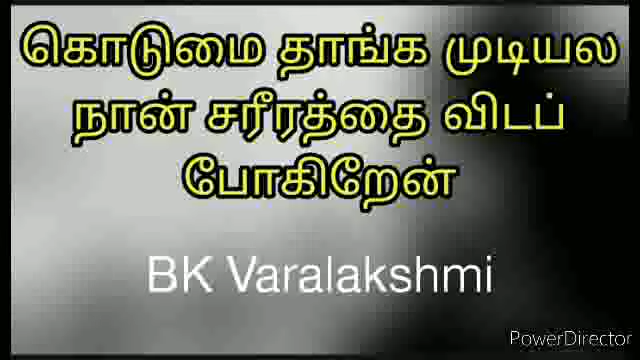 கொடுமை தாங்க முடியல
நான் சரீரத்தை விடப்
போகிறேன்
BK Varalakshmi
PowerDirector